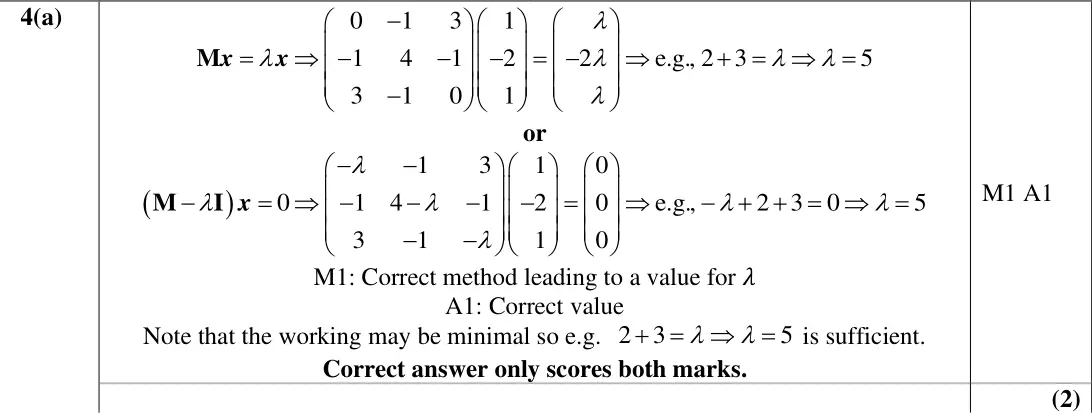 4(a)
Mx = λx ⇒ (0 −1 3; −1 4 −1; 3 −1 0)(1; −2; 1) = (λ; −2λ; λ) ⇒ e.g., 2 + 3 = λ ⇒ λ = 5
or
(M − λI)x = 0 ⇒ (−λ −1 3; −1 4−λ −1; 3 −1 −λ)(1; −2; 1) = (0; 0; 0) ⇒ e.g., −λ + 2 + 3 = 0 ⇒ λ = 5
M1 A1
M1: Correct method leading to a value for λ
A1: Correct value
Note that the working may be minimal so e.g. 2 + 3 = λ ⇒ λ = 5 is sufficient.
Correct answer only scores both marks.
(2)